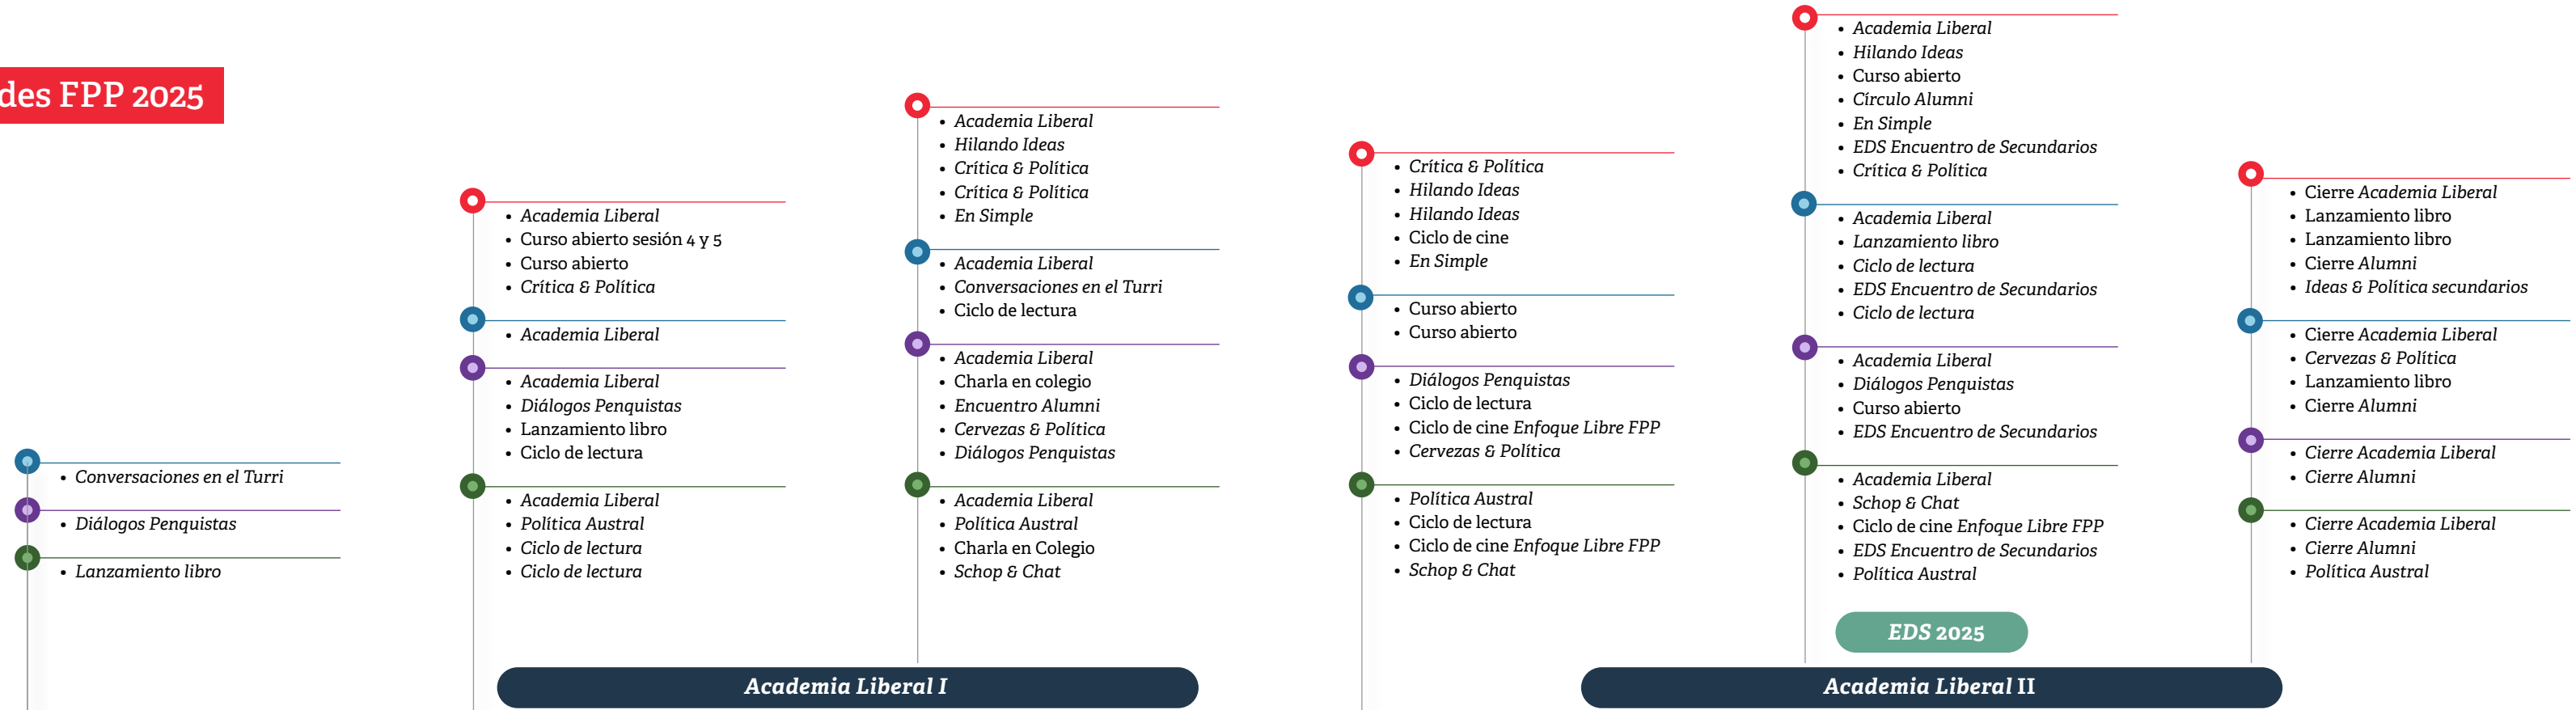 des FPP 2025
• Conversaciones en el Turri
• Diálogos Penquistas
• Lanzamiento libro
• Academia Liberal
• Curso abierto sesión 4 y 5
• Curso abierto
• Crítica & Política
• Academia Liberal
• Academia Liberal
• Diálogos Penquistas
• Lanzamiento libro
• Ciclo de lectura
• Academia Liberal
• Política Austral
• Ciclo de lectura
• Ciclo de lectura
• Academia Liberal
• Hilando Ideas
• Crítica & Política
• Crítica & Política
• En Simple
• Academia Liberal
• Conversaciones en el Turri
• Ciclo de lectura
• Academia Liberal
• Charla en colegio
• Encuentro Alumni
• Cervezas & Política
• Diálogos Penquistas
• Academia Liberal
• Política Austral
• Charla en Colegio
• Schop & Chat
Academia Liberal I
• Crítica & Política
• Hilando Ideas
• Hilando Ideas
• Ciclo de cine
• En Simple
• Curso abierto
• Curso abierto
• Diálogos Penquistas
• Ciclo de lectura
• Ciclo de cine Enfoque Libre FPP
• Cervezas & Política
• Política Austral
• Ciclo de lectura
• Ciclo de cine Enfoque Libre FPP
• Schop & Chat
• Academia Liberal
• Hilando Ideas
• Curso abierto
• Círculo Alumni
• En Simple
• EDS Encuentro de Secundarios
• Crítica & Política
• Academia Liberal
• Lanzamiento libro
• Ciclo de lectura
• EDS Encuentro de Secundarios
• Ciclo de lectura
• Academia Liberal
• Diálogos Penquistas
• Curso abierto
• EDS Encuentro de Secundarios
• Academia Liberal
• Schop & Chat
• Ciclo de cine Enfoque Libre FPP
• EDS Encuentro de Secundarios
• Política Austral
EDS 2025
• Cierre Academia Liberal
• Lanzamiento libro
• Lanzamiento libro
• Cierre Alumni
• Ideas & Política secundarios
• Cierre Academia Liberal
• Cervezas & Política
• Lanzamiento libro
• Cierre Alumni
• Cierre Academia Liberal
• Cierre Alumni
• Cierre Academia Liberal
• Cierre Alumni
• Política Austral
Academia Liberal II